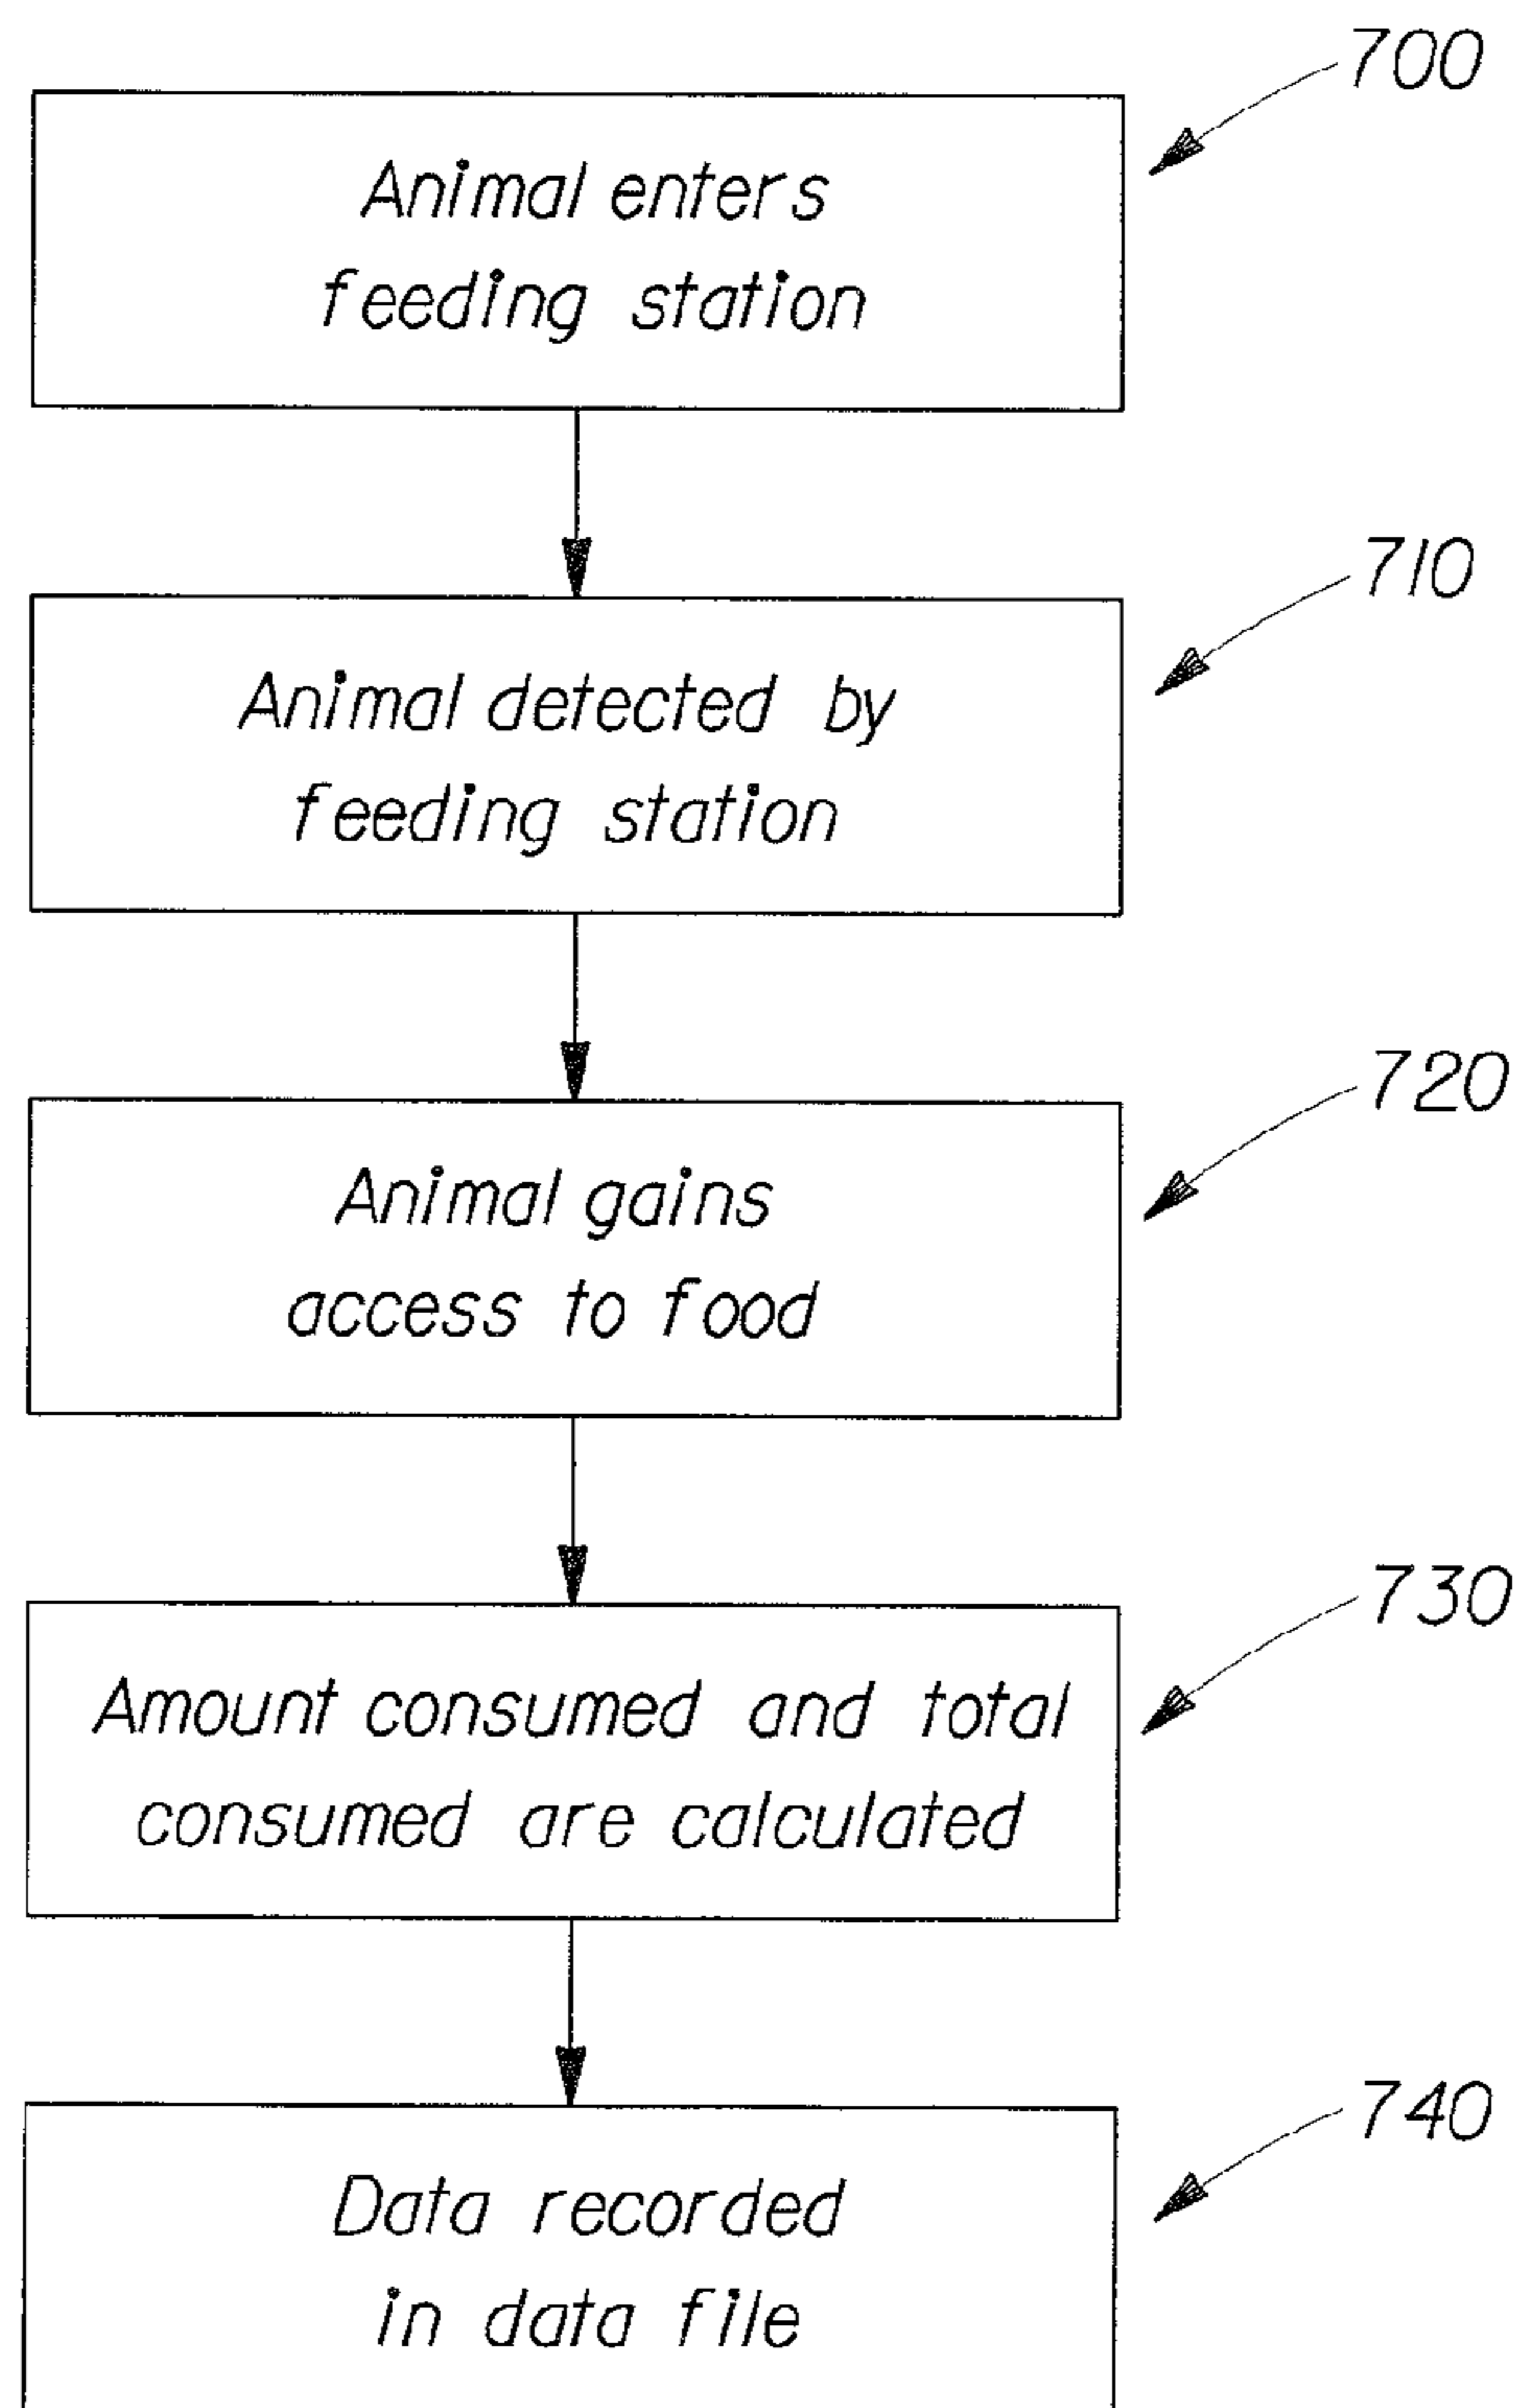 700
Animal enters
feeding station
710
Animal detected by
feeding station
720
Animal gains
access to food
730
Amount consumed and total
consumed are calculated
740
Data recorded
in data file